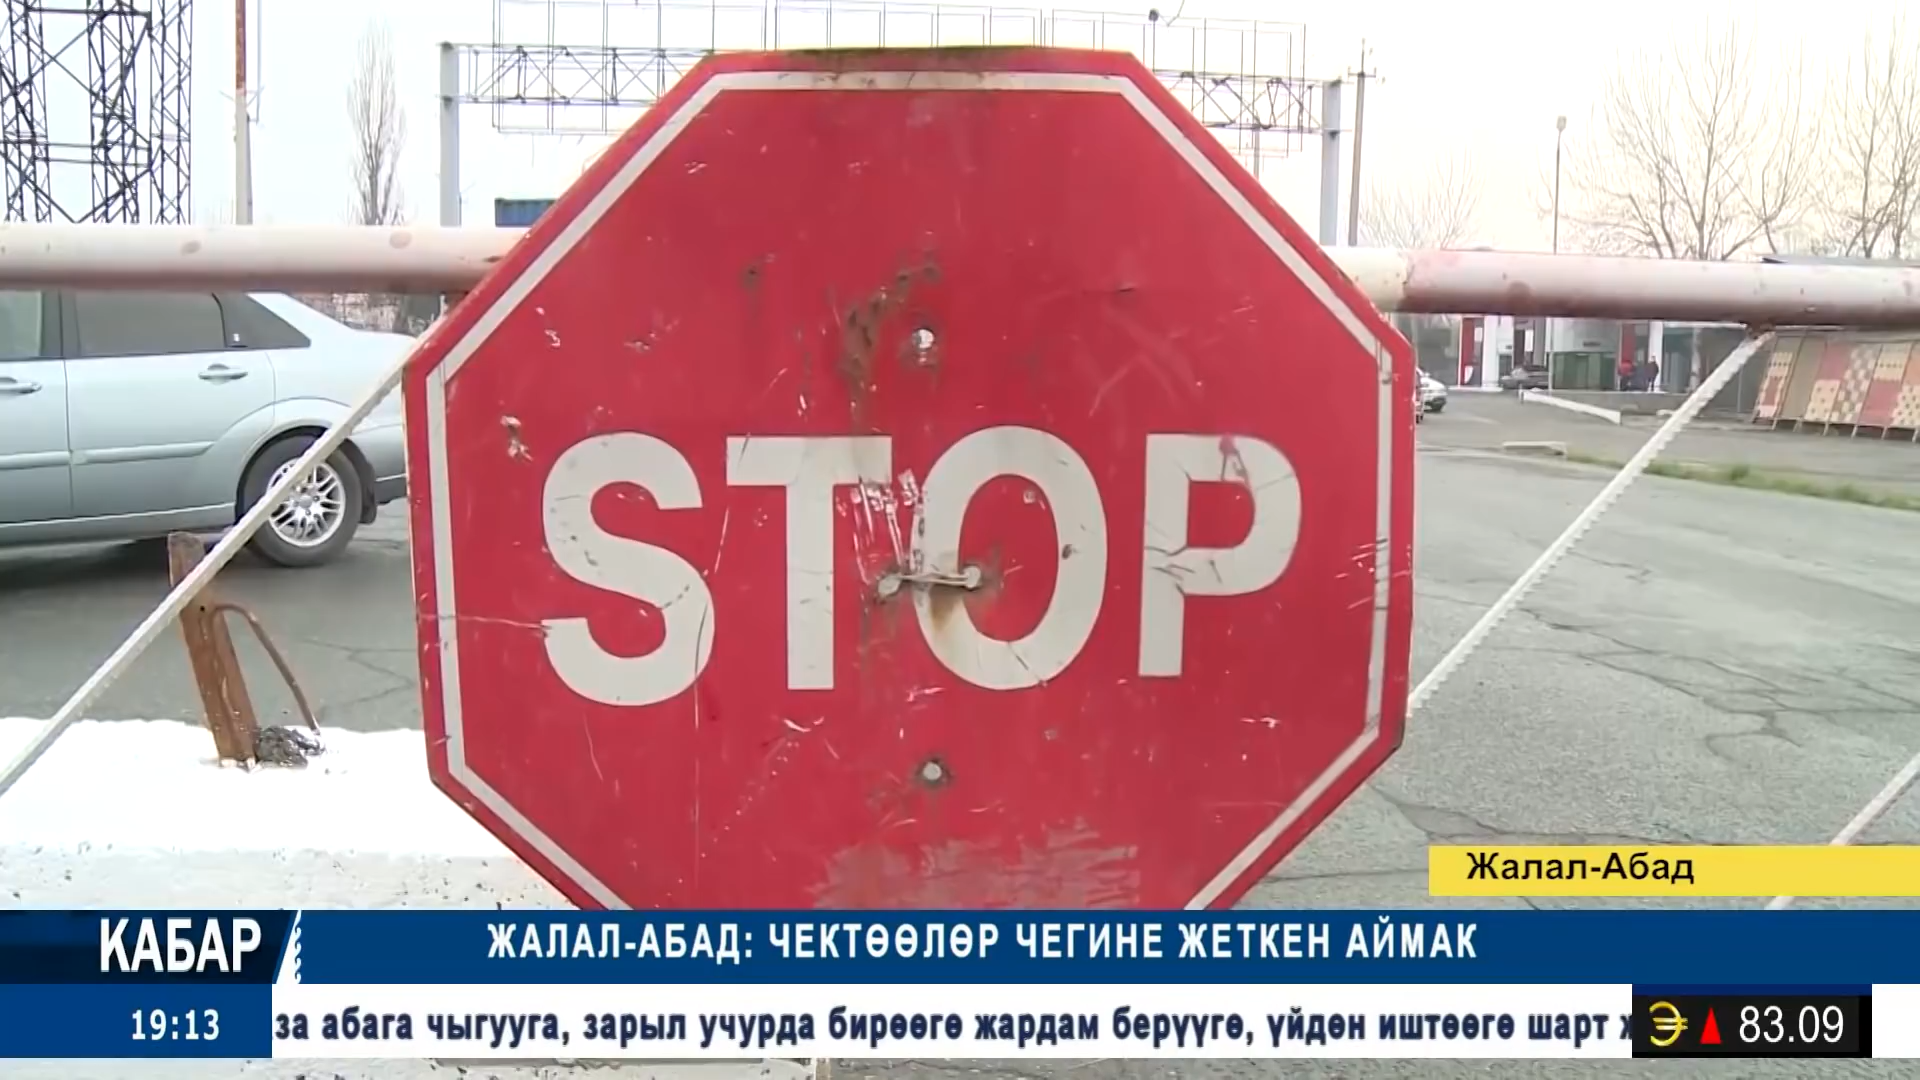 STOP
Жалал-Абад
КАБАР
ЖАЛАЛ-АБАД: ЧЕКТӨӨЛӨР ЧЕГИНЕ ЖЕТКЕН АЙМАК
19:13
за абага чыгууга, зарыл учурда бирөөгө жардам берүүгө, үйдөн иштөөгө шарт
83.09